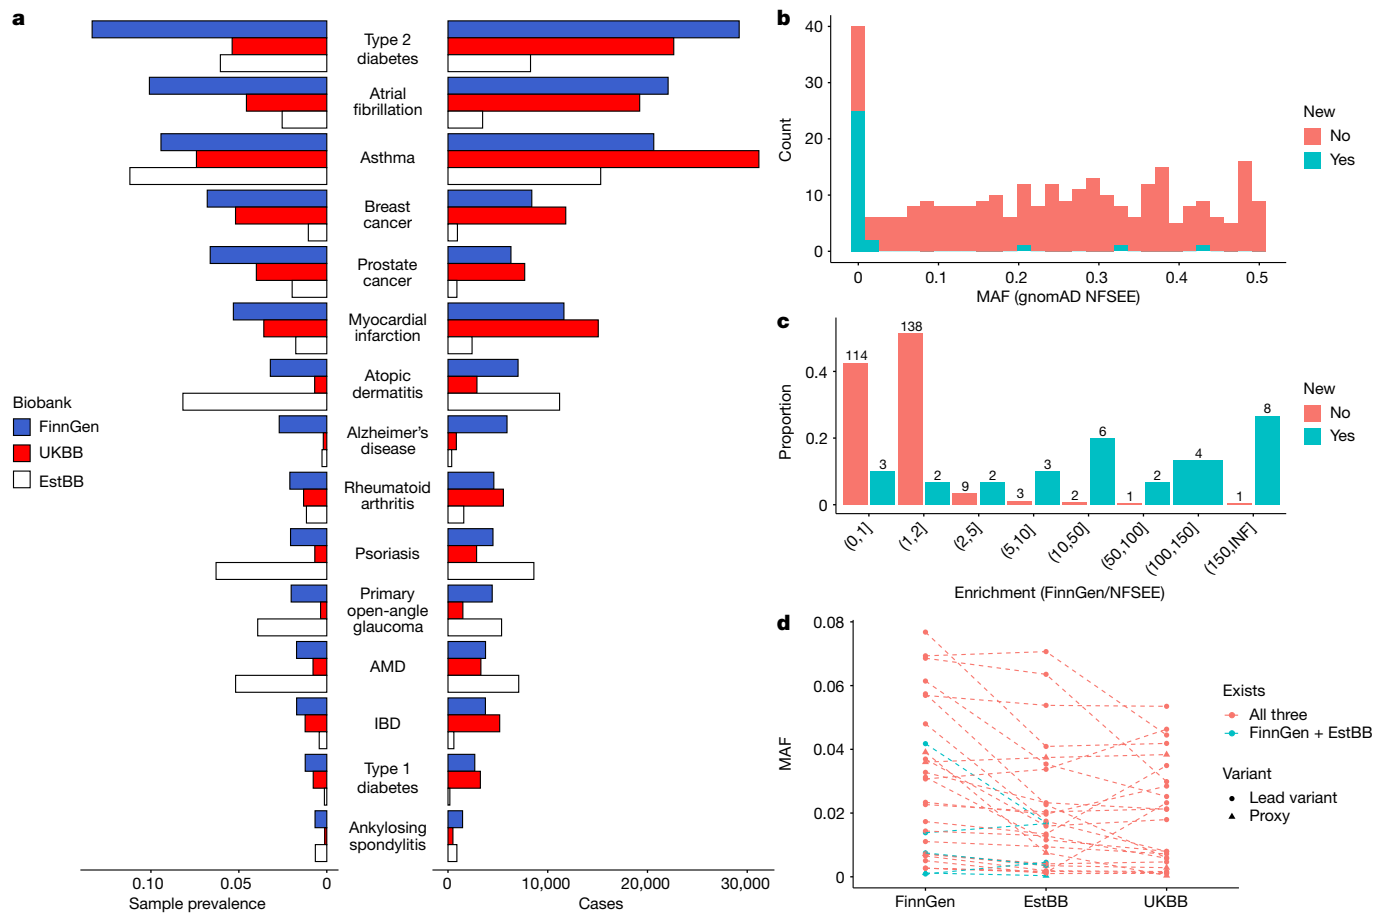 a
Type 2
diabetes
Atrial
fibrillation
Asthma
Breast
cancer
Prostate
cancer
Myocardial
infarction
Atopic
dermatitis
Alzheimer's
disease
Rheumatoid
arthritis
Psoriasis
Primary
open-angle
glaucoma
AMD
IBD
Type 1
diabetes
Ankylosing
spondylitis
Biobank
FinnGen
UKBB
EstBB
0.10 0.05 0
Sample prevalence
0 10,000 20,000 30,000
Cases
b
40
30
20
10
0
Count
0 0.1 0.2 0.3 0.4 0.5
MAF (gnomAD NFSEE)
New
No
Yes
c
0.4
0.2
0
Proportion
114 3 138 2 9 2 3 3 2 6 1 2 4 1 8
(0,1] (1,2] (2,5] (5,10] (10,50] (50,100] (100,150] (150,INF]
Enrichment (FinnGen/NFSEE)
New
No
Yes
d
0.08
0.06
0.04
0.02
0
MAF
FinnGen EstBB UKBB
Exists
All three
FinnGen + EstBB
Variant
Lead variant
Proxy